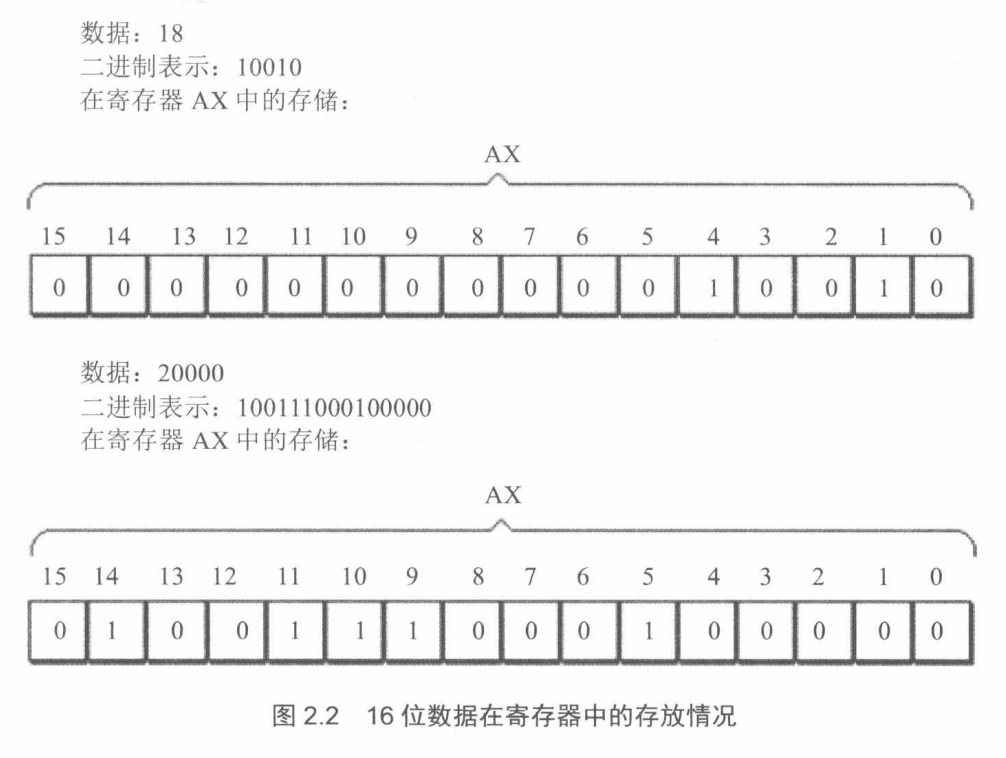 数据：18
二进制表示：10010
在寄存器 AX 中的存储：
AX
15 14 13 12 11 10 9 8 7 6 5 4 3 2 1 0
0 0 0 0 0 0 0 0 0 0 0 1 0 0 1 0
数据：20000
二进制表示：100111000100000
在寄存器 AX 中的存储：
AX
15 14 13 12 11 10 9 8 7 6 5 4 3 2 1 0
0 1 0 0 1 1 1 0 0 0 1 0 0 0 0 0
图 2.2 16 位数据在寄存器中的存放情况